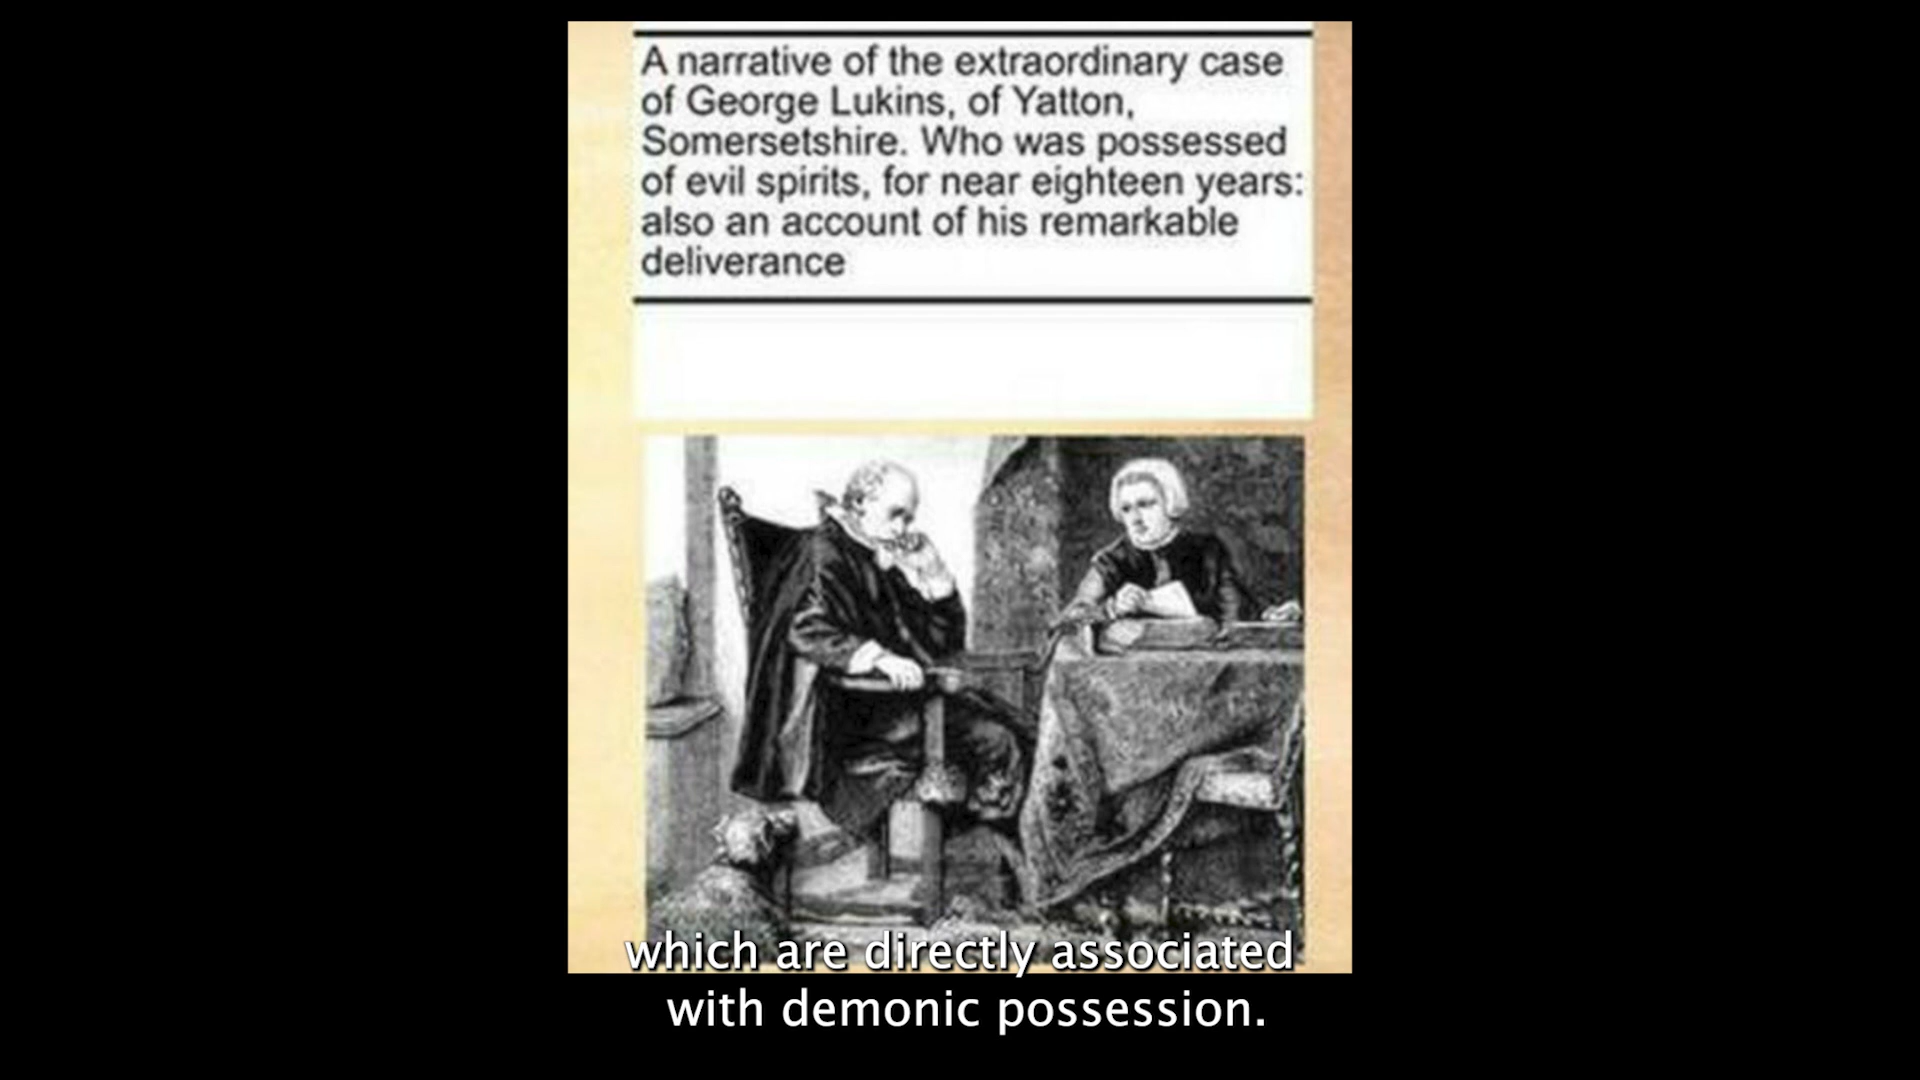 A narrative of the extraordinary case
of George Lukins, of Yatton,
Somersetshire. Who was possessed
of evil spirits, for near eighteen years:
also an account of his remarkable
deliverance
which are directly associated
with demonic possession.